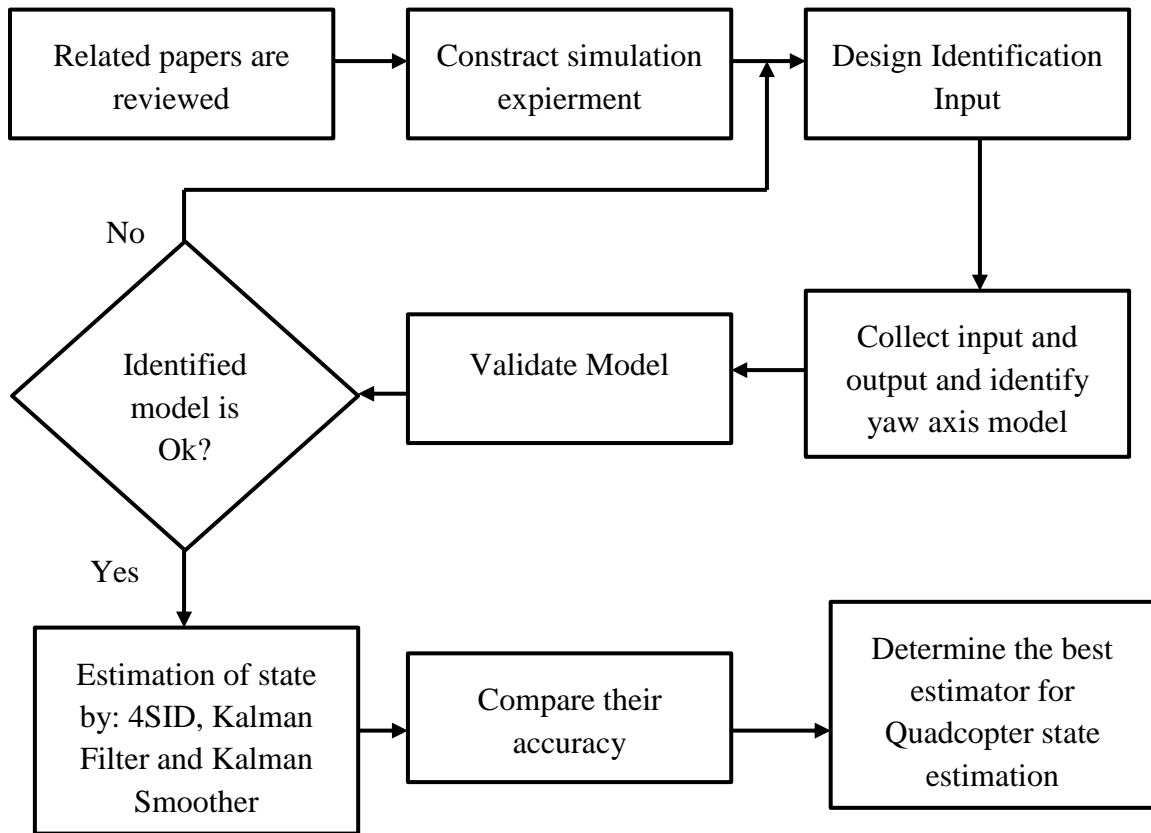 Related papers are
reviewed
Constract simulation
expierment
Design Identification
Input
Collect input and
output and identify
yaw axis model
Validate Model
Identified
model is
Ok?
No
Yes
Estimation of state
by: 4SID, Kalman
Filter and Kalman
Smoother
Compare their
accuracy
Determine the best
estimator for
Quadcopter state
estimation